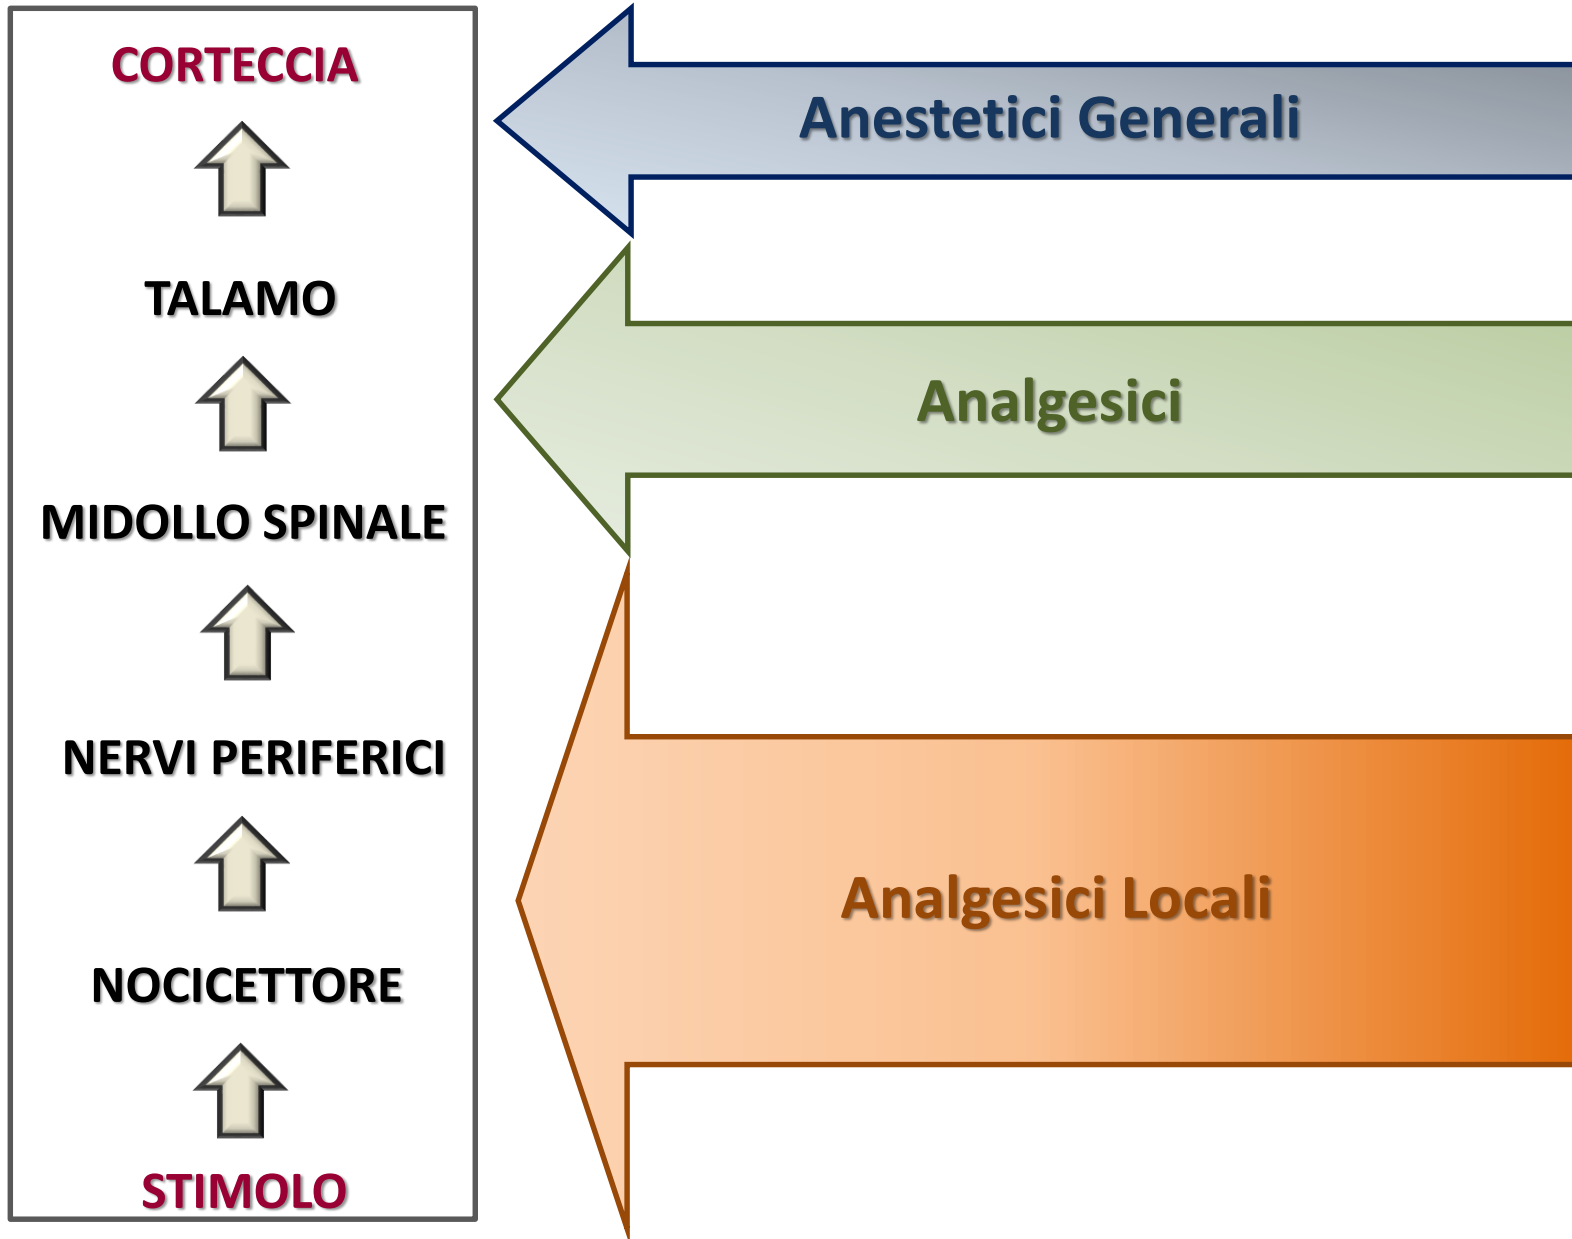 CORTECCIA
Anestetici Generali
TALAMO
Analgesici
MIDOLLO SPINALE
NERVI PERIFERICI
Analgesici Locali
NOCICETTORE
STIMOLO